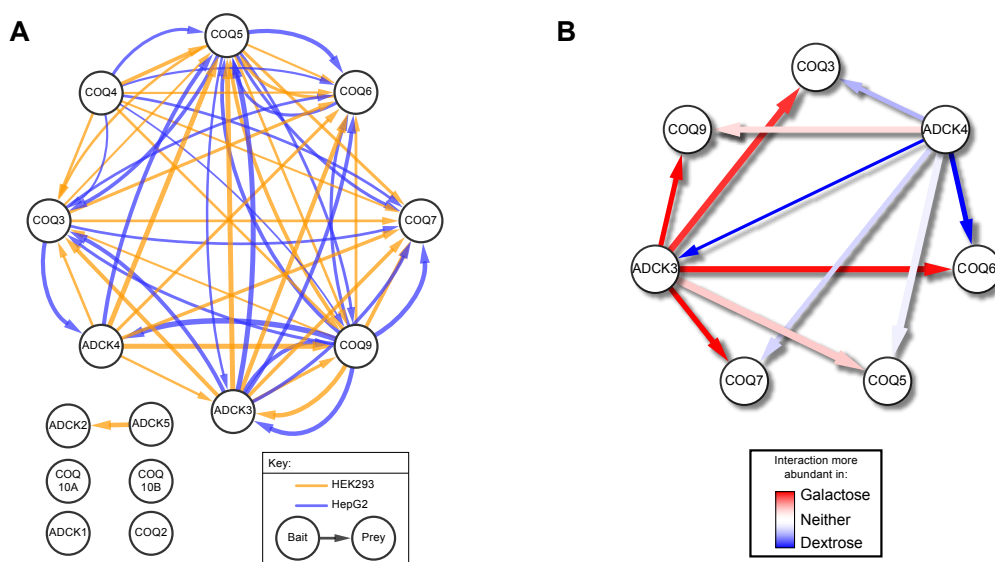 A
COQ5
COQ4
COQ6
COQ3
COQ7
ADCK4
COQ9
ADCK3
ADCK2
ADCK5
COQ
10A
COQ
10B
ADCK1
COQ2
Key:
HEK293
HepG2
Bait
Prey
B
COQ3
COQ9
ADCK4
ADCK3
COQ6
COQ7
COQ5
Interaction more
abundant in:
Galactose
Neither
Dextrose